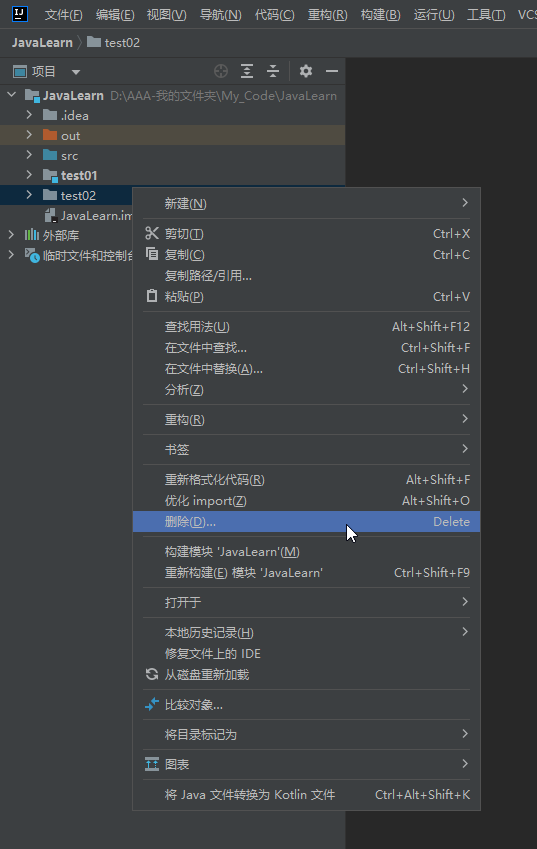 IJ 文件(F) 编辑(E) 视图(V) 导航(N) 代码(C) 重构(R) 构建(B) 运行(U) 工具(T) VCS
JavaLearn test02
项目
JavaLearn D:\AAA-我的文件夹\My_Code\JavaLearn
.idea
out
src
test01
test02
JavaLearn.im
外部库
临时文件和控制台
新建(N)
剪切(T) Ctrl+X
复制(C) Ctrl+C
复制路径/引用...
粘贴(P) Ctrl+V
查找用法(U) Alt+Shift+F12
在文件中查找... Ctrl+Shift+F
在文件中替换(A)... Ctrl+Shift+H
分析(Z)
重构(R)
书签
重新格式化代码(R) Alt+Shift+F
优化 import(Z) Alt+Shift+O
删除(D)... Delete
构建模块 'JavaLearn'(M)
重新构建(E) 模块 'JavaLearn' Ctrl+Shift+F9
打开于
本地历史记录(H)
修复文件上的 IDE
从磁盘重新加载
比较对象...
将目录标记为
图表
将 Java 文件转换为 Kotlin 文件 Ctrl+Alt+Shift+K